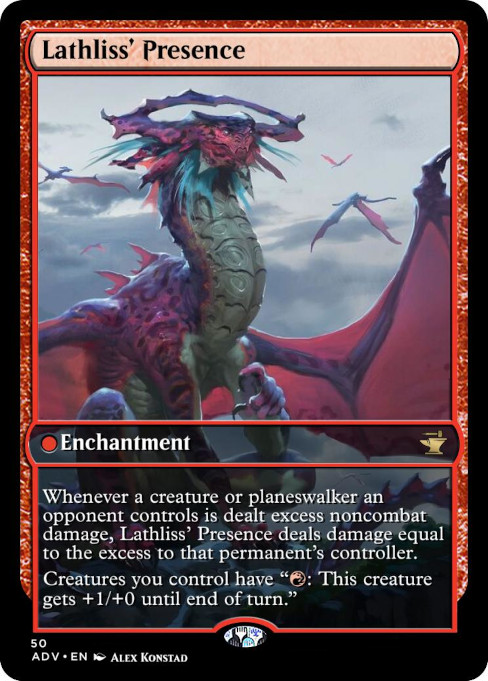 Lathliss' Presence
Enchantment
Whenever a creature or planeswalker an
opponent controls is dealt excess noncombat
damage, Lathliss' Presence deals damage equal
to the excess to that permanent's controller.
Creatures you control have “: This creature
gets +1/+0 until end of turn.”
50
ADV • EN Alex Konstad